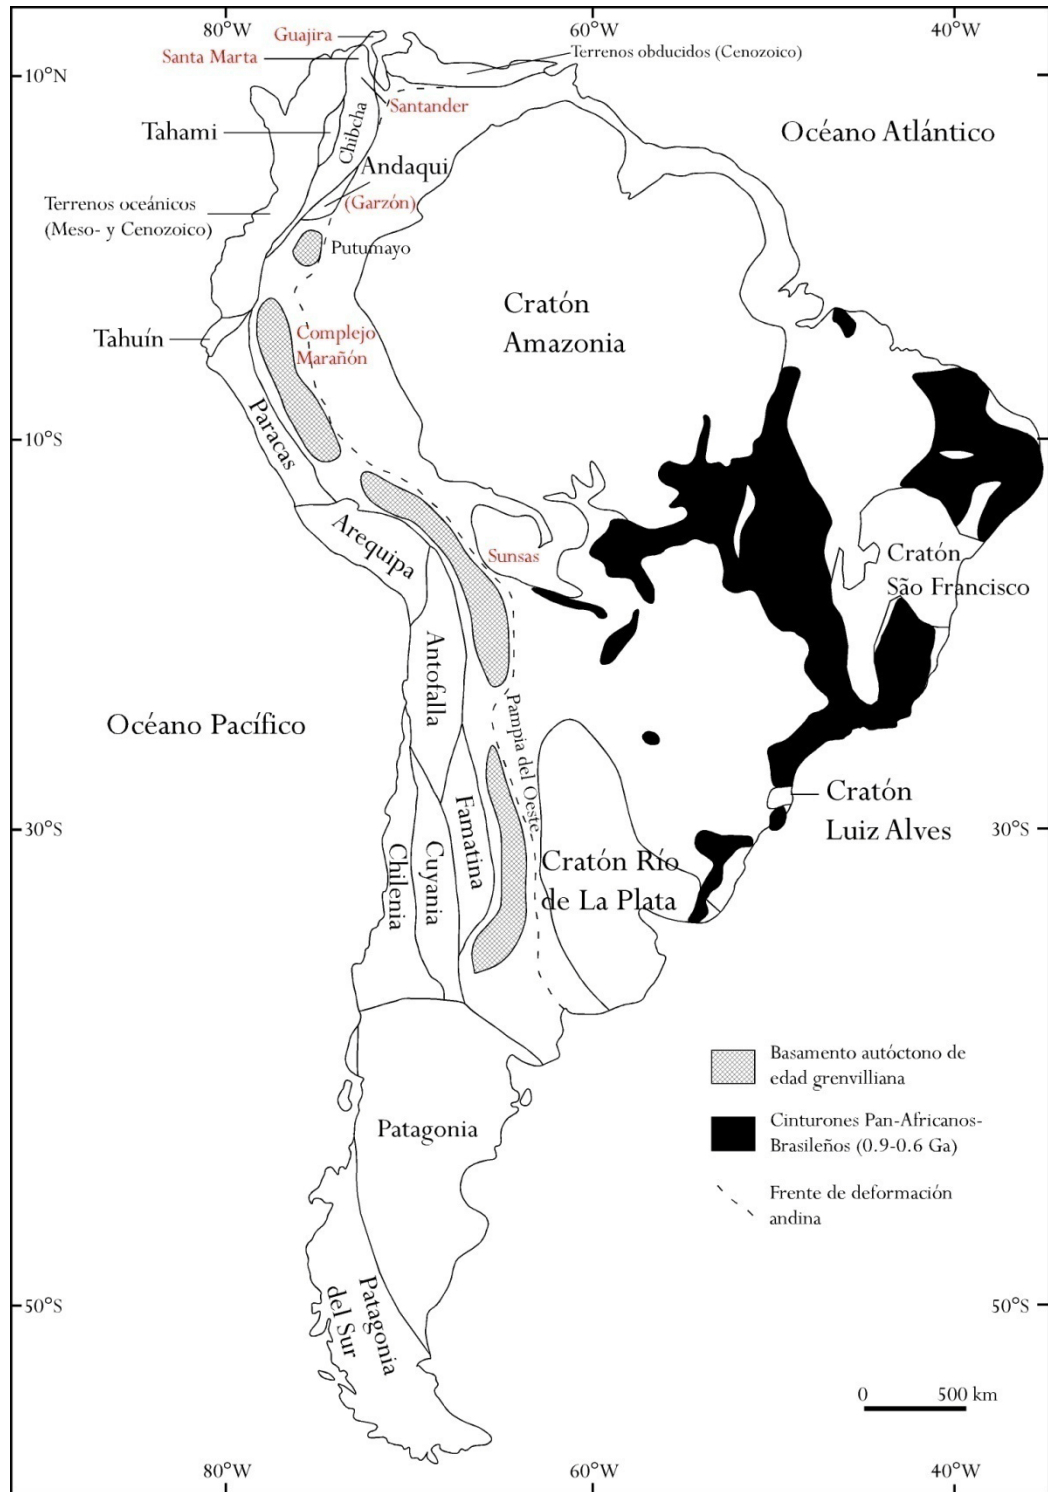 80°W
60°W
40°W
Guajira
Santa Marta
Terrenos obducidos (Cenozoico)
10°N
Santander
Tahami
Chibcha
Océano Atlántico
Andaqui
(Garzón)
Terrenos oceánicos
(Meso- y Cenozoico)
Putumayo
Cratón
Amazonia
Tahuín
Complejo
Marañón
Paracas
10°S
Arequipa
Sunsas
Cratón
São Francisco
Antofalla
Océano Pacífico
Pampia del Oeste
Famatina
Cratón
Luiz Alves
30°S
30°S
Chilenia
Cuyania
Cratón Río
de La Plata
Basamento autóctono de
edad grenvilliana
Cinturones Pan-Africanos-
Brasileños (0.9-0.6 Ga)
Patagonia
Frente de deformación
andina
50°S
50°S
Patagonia
del Sur
0
500 km
80°W
60°W
40°W